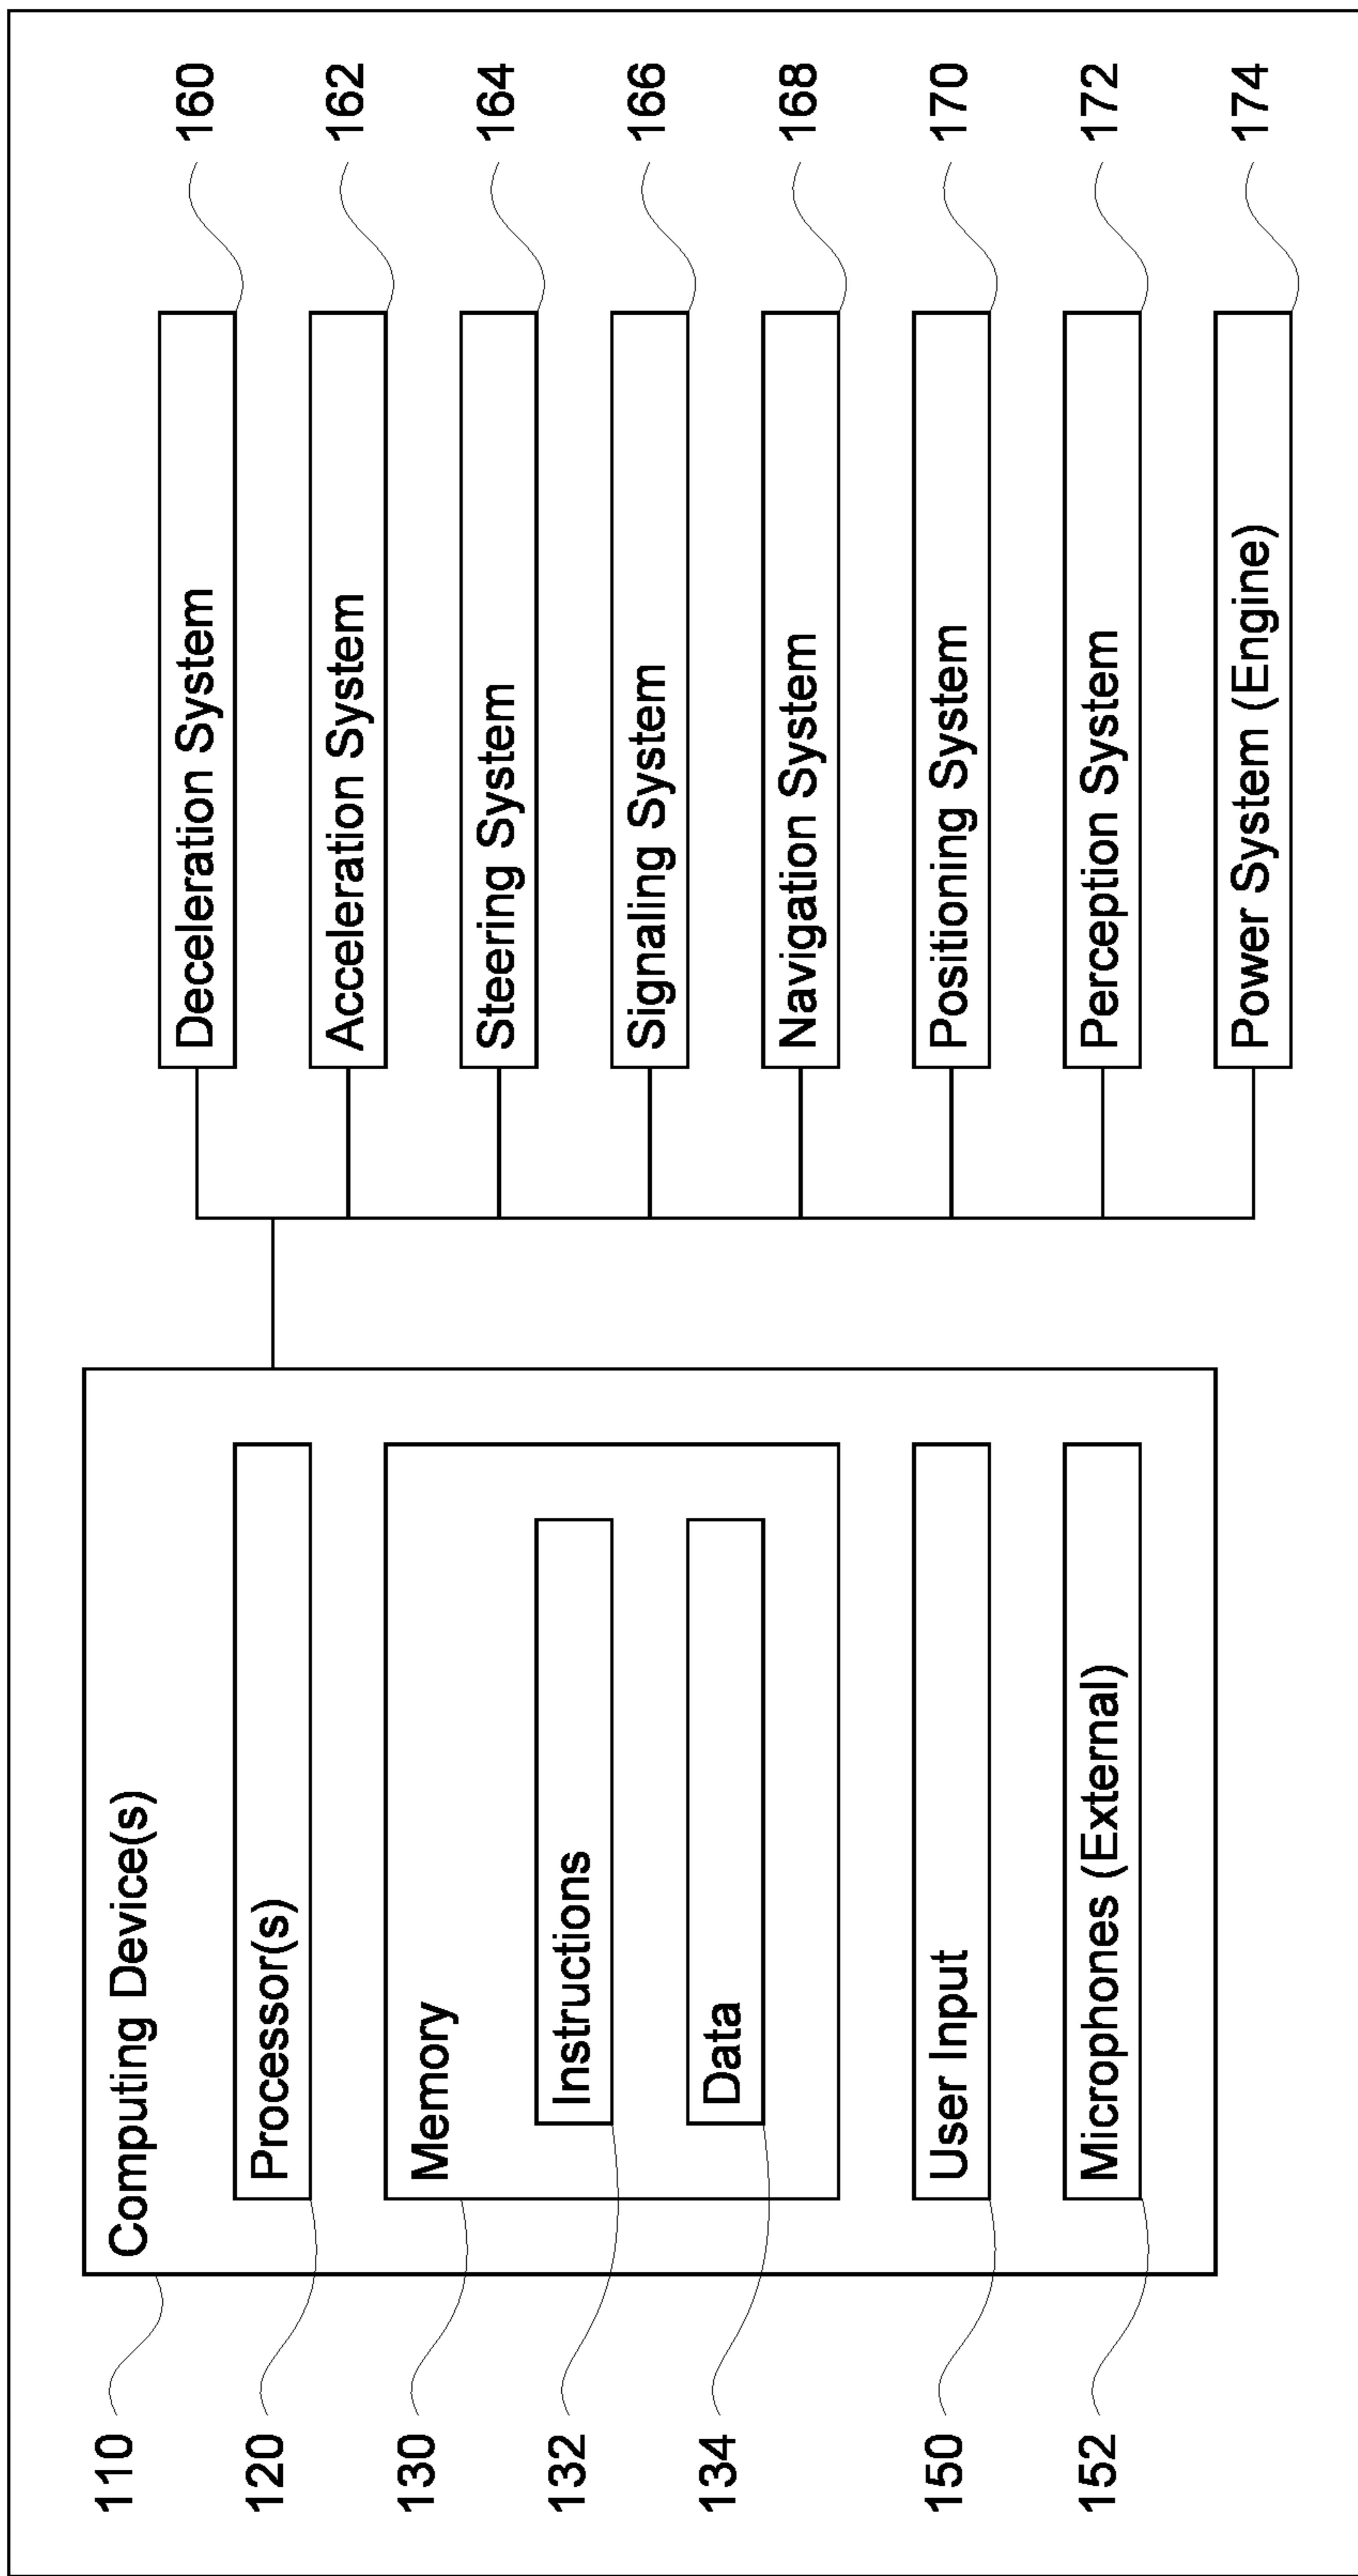 110
Computing Device(s)
120
Processor(s)
130
Memory
132
Instructions
134
Data
150
User Input
152
Microphones (External)
Deceleration System
160
Acceleration System
162
Steering System
164
Signaling System
166
Navigation System
168
Positioning System
170
Perception System
172
Power System (Engine)
174